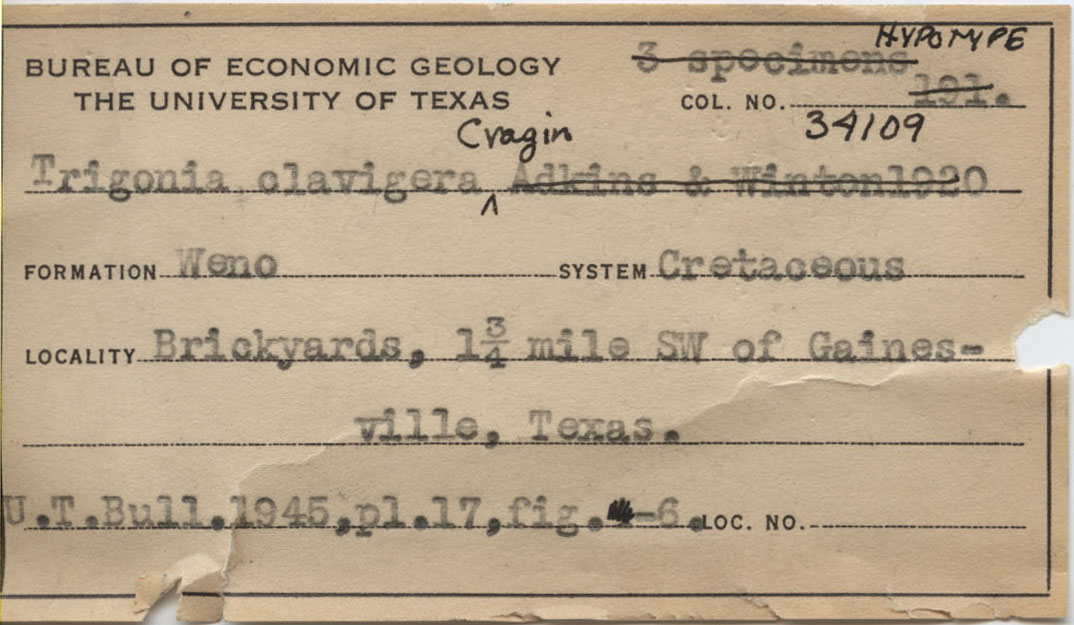 HYPOTYPE
3 specimens
BUREAU OF ECONOMIC GEOLOGY
THE UNIVERSITY OF TEXAS
COL. NO. 191.
34109
Cragin
Trigonia clavigera ^ Adkins & Winton 1920
FORMATION Weno SYSTEM Cretaceous
LOCALITY Brickyards, 1¾ mile SW of Gaines-
ville, Texas.
U.T.Bull.1945,pl.17,fig. -6. LOC. NO.